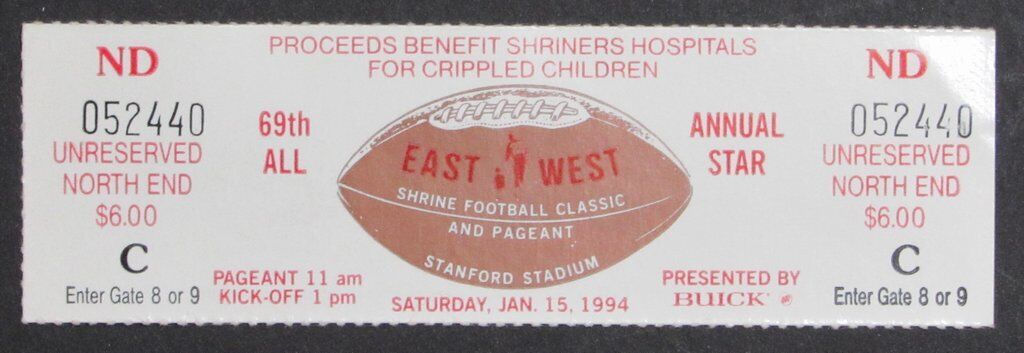 PROCEEDS BENEFIT SHRINERS HOSPITALS
FOR CRIPPLED CHILDREN
ND
052440
UNRESERVED
NORTH END
$6.00
C
Enter Gate 8 or 9
69th
ALL
EAST WEST
SHRINE FOOTBALL CLASSIC
AND PAGEANT
STANFORD STADIUM
ANNUAL
STAR
PAGEANT 11 am
KICK-OFF 1 pm
SATURDAY, JAN. 15, 1994
PRESENTED BY
BUICK
ND
052440
UNRESERVED
NORTH END
$6.00
C
Enter Gate 8 or 9